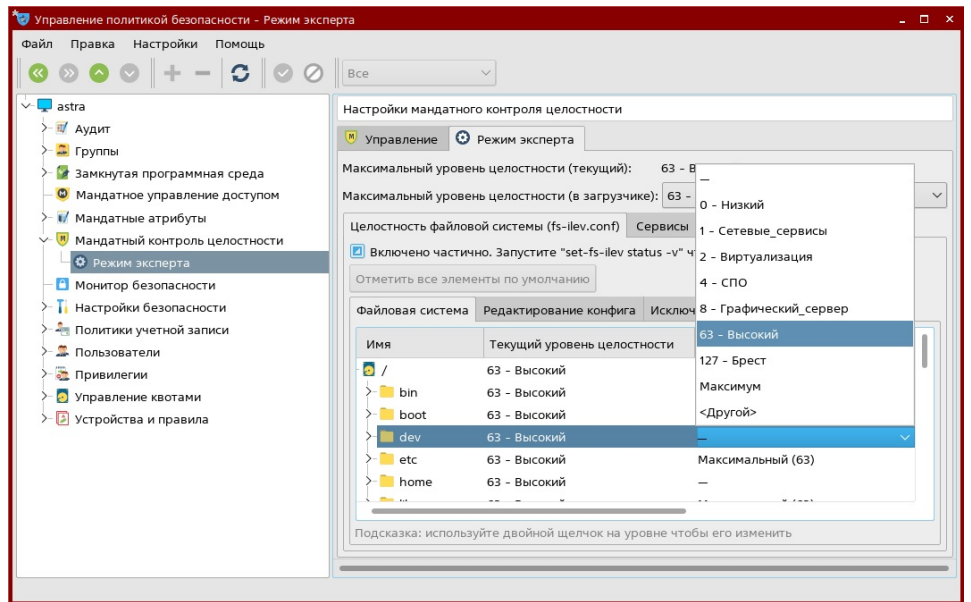 Управление политикой безопасности – Режим эксперта
Файл Правка Настройки Помощь
Все
astra
Аудит
Группы
Замкнутая программная среда
Мандатное управление доступом
Мандатные атрибуты
Мандатный контроль целостности
Режим эксперта
Монитор безопасности
Настройки безопасности
Политики учетной записи
Пользователи
Привилегии
Управление квотами
Устройства и правила
Настройки мандатного контроля целостности
Управление Режим эксперта
Максимальный уровень целостности (текущий): 63 – В
Максимальный уровень целостности (в загрузчике): 63 –
Целостность файловой системы (fs-ilev.conf) Сервисы
Включено частично. Запустите "set-fs-ilev status -v"
Отметить все элементы по умолчанию
Файловая система Редактирование конфига Исключ
Имя Текущий уровень целостности
/ 63 – Высокий
bin 63 – Высокий
boot 63 – Высокий
dev 63 – Высокий —
etc 63 – Высокий Максимальный (63)
home 63 – Высокий —
Подсказка: используйте двойной щелчок на уровне чтобы его изменить
—
0 – Низкий
1 – Сетевые_сервисы
2 – Виртуализация
4 – СПО
8 – Графический_сервер
63 – Высокий
127 – Брест
Максимум
<Другой>